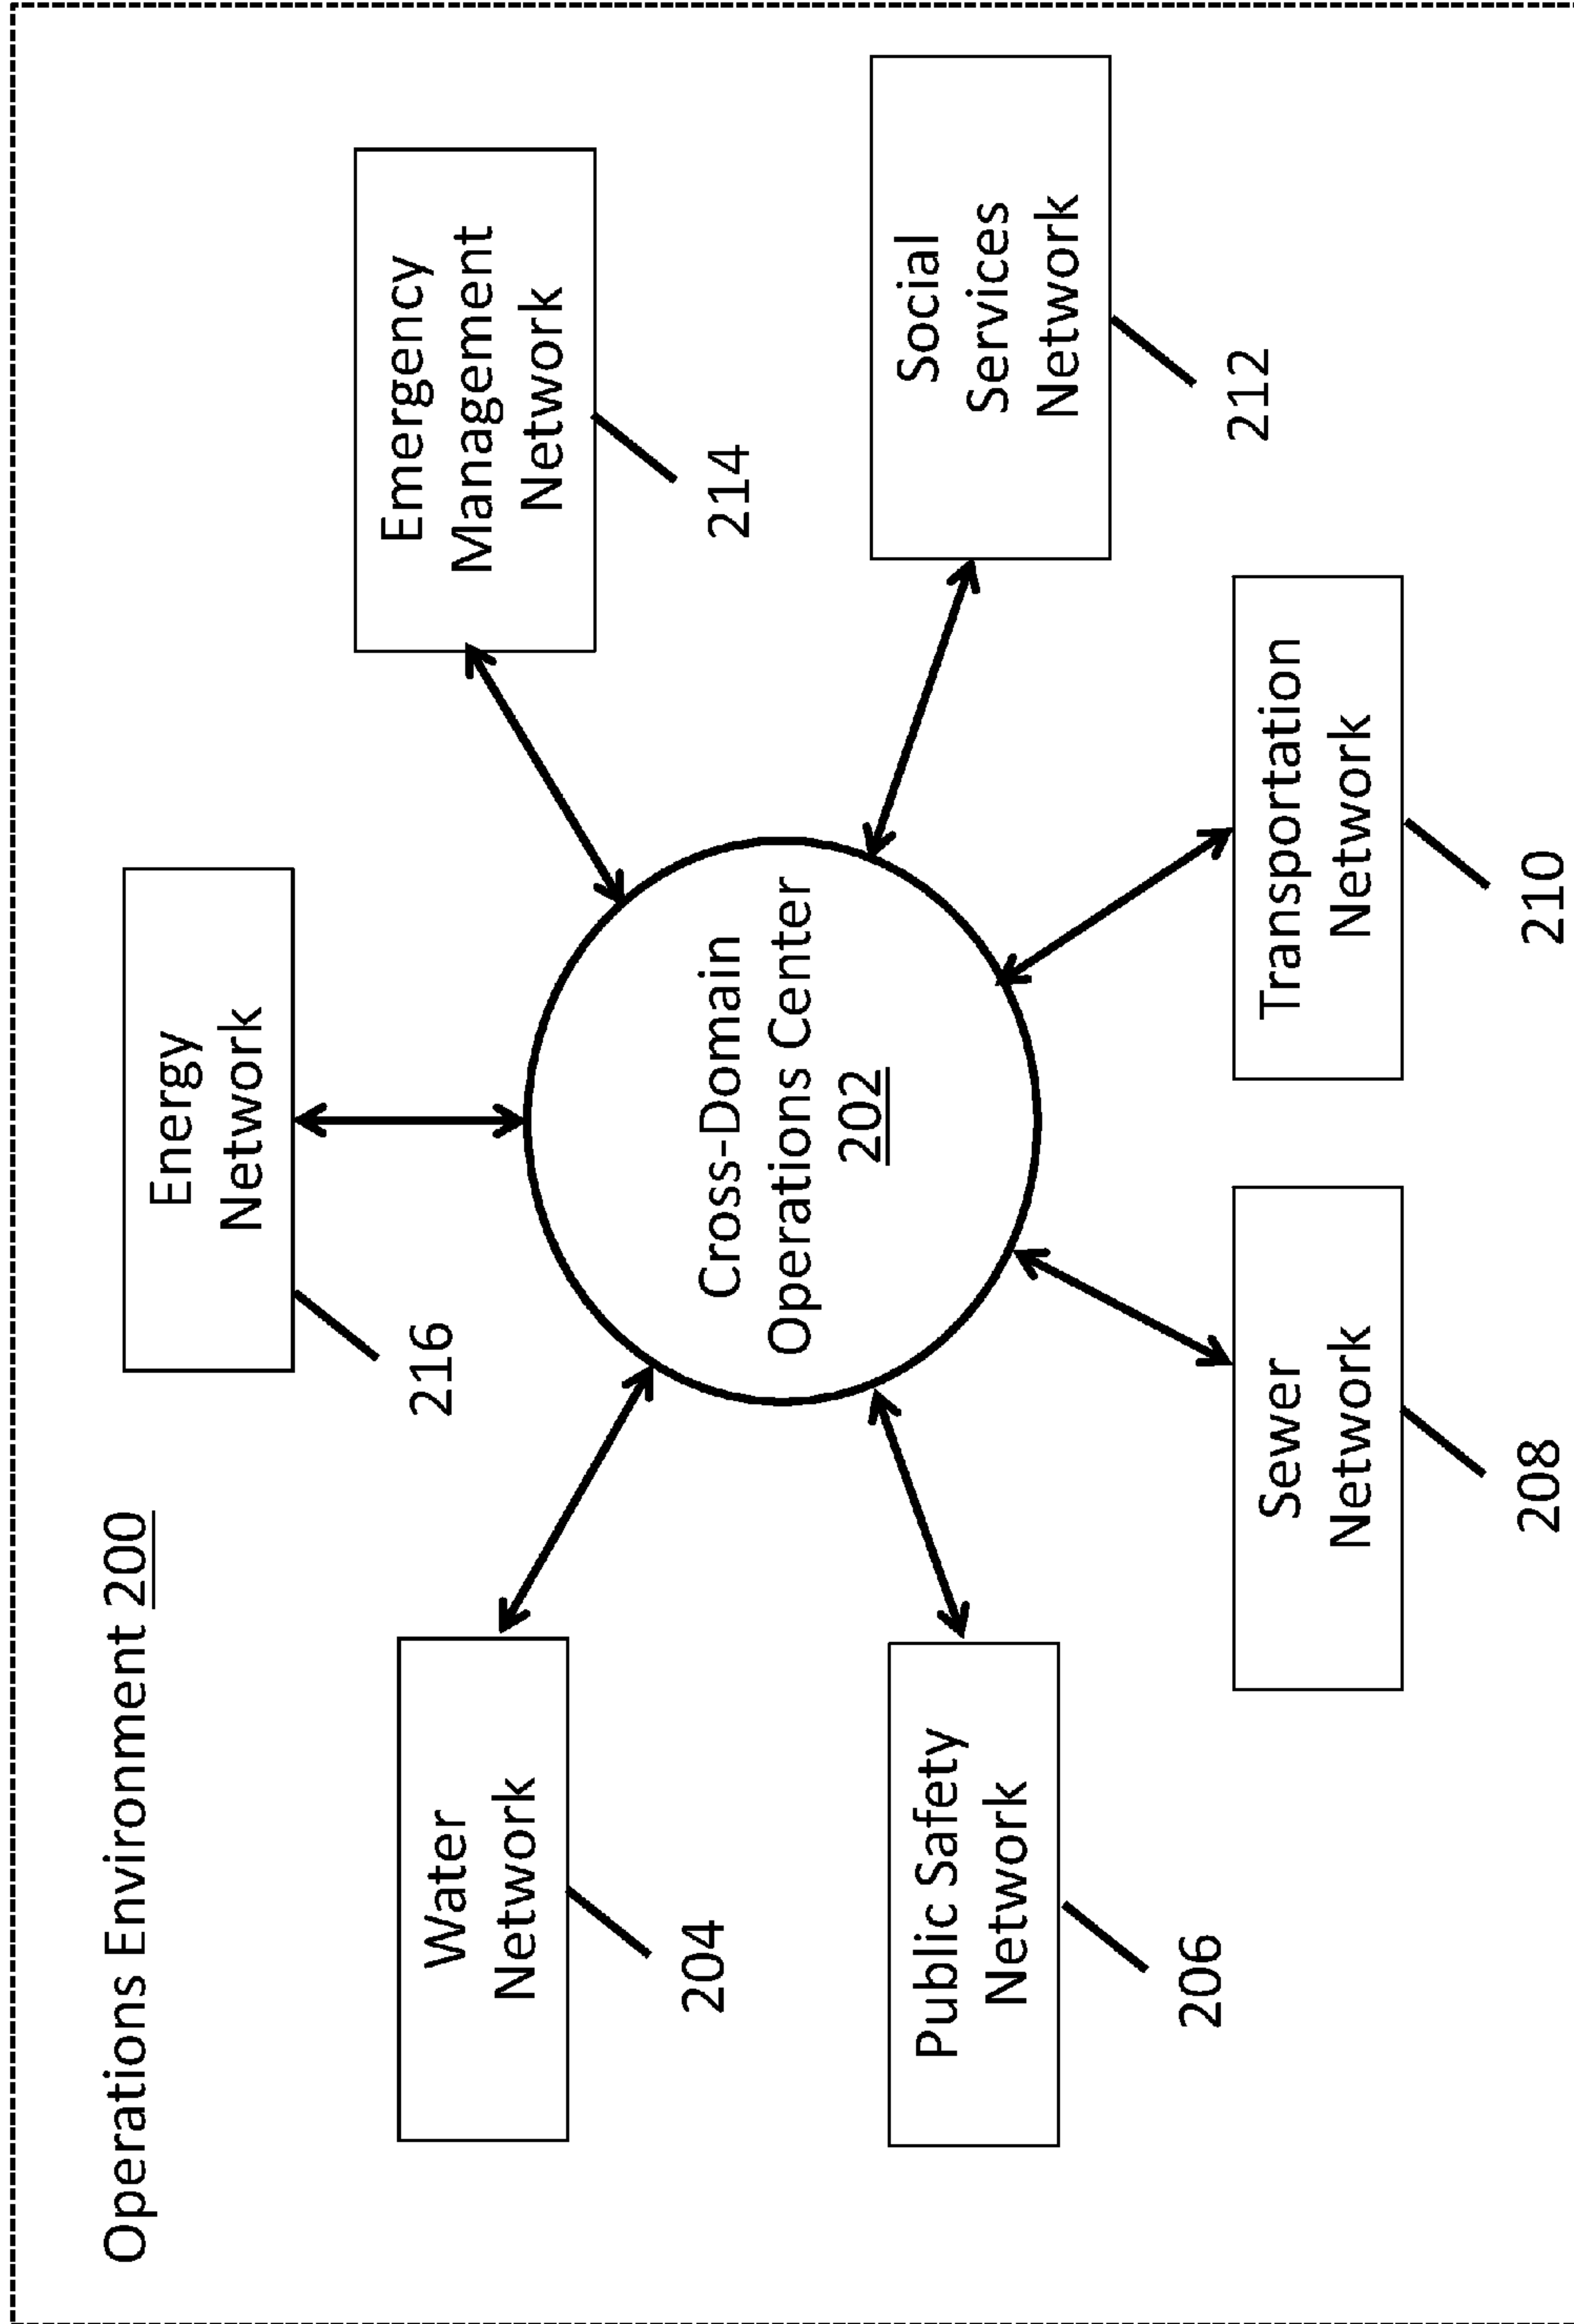 Operations Environment 200
Energy
Network
216
Water
Network
204
Emergency
Management
Network
214
Cross-Domain
Operations Center
202
Public Safety
Network
206
Social
Services
Network
212
Sewer
Network
208
Transportation
Network
210